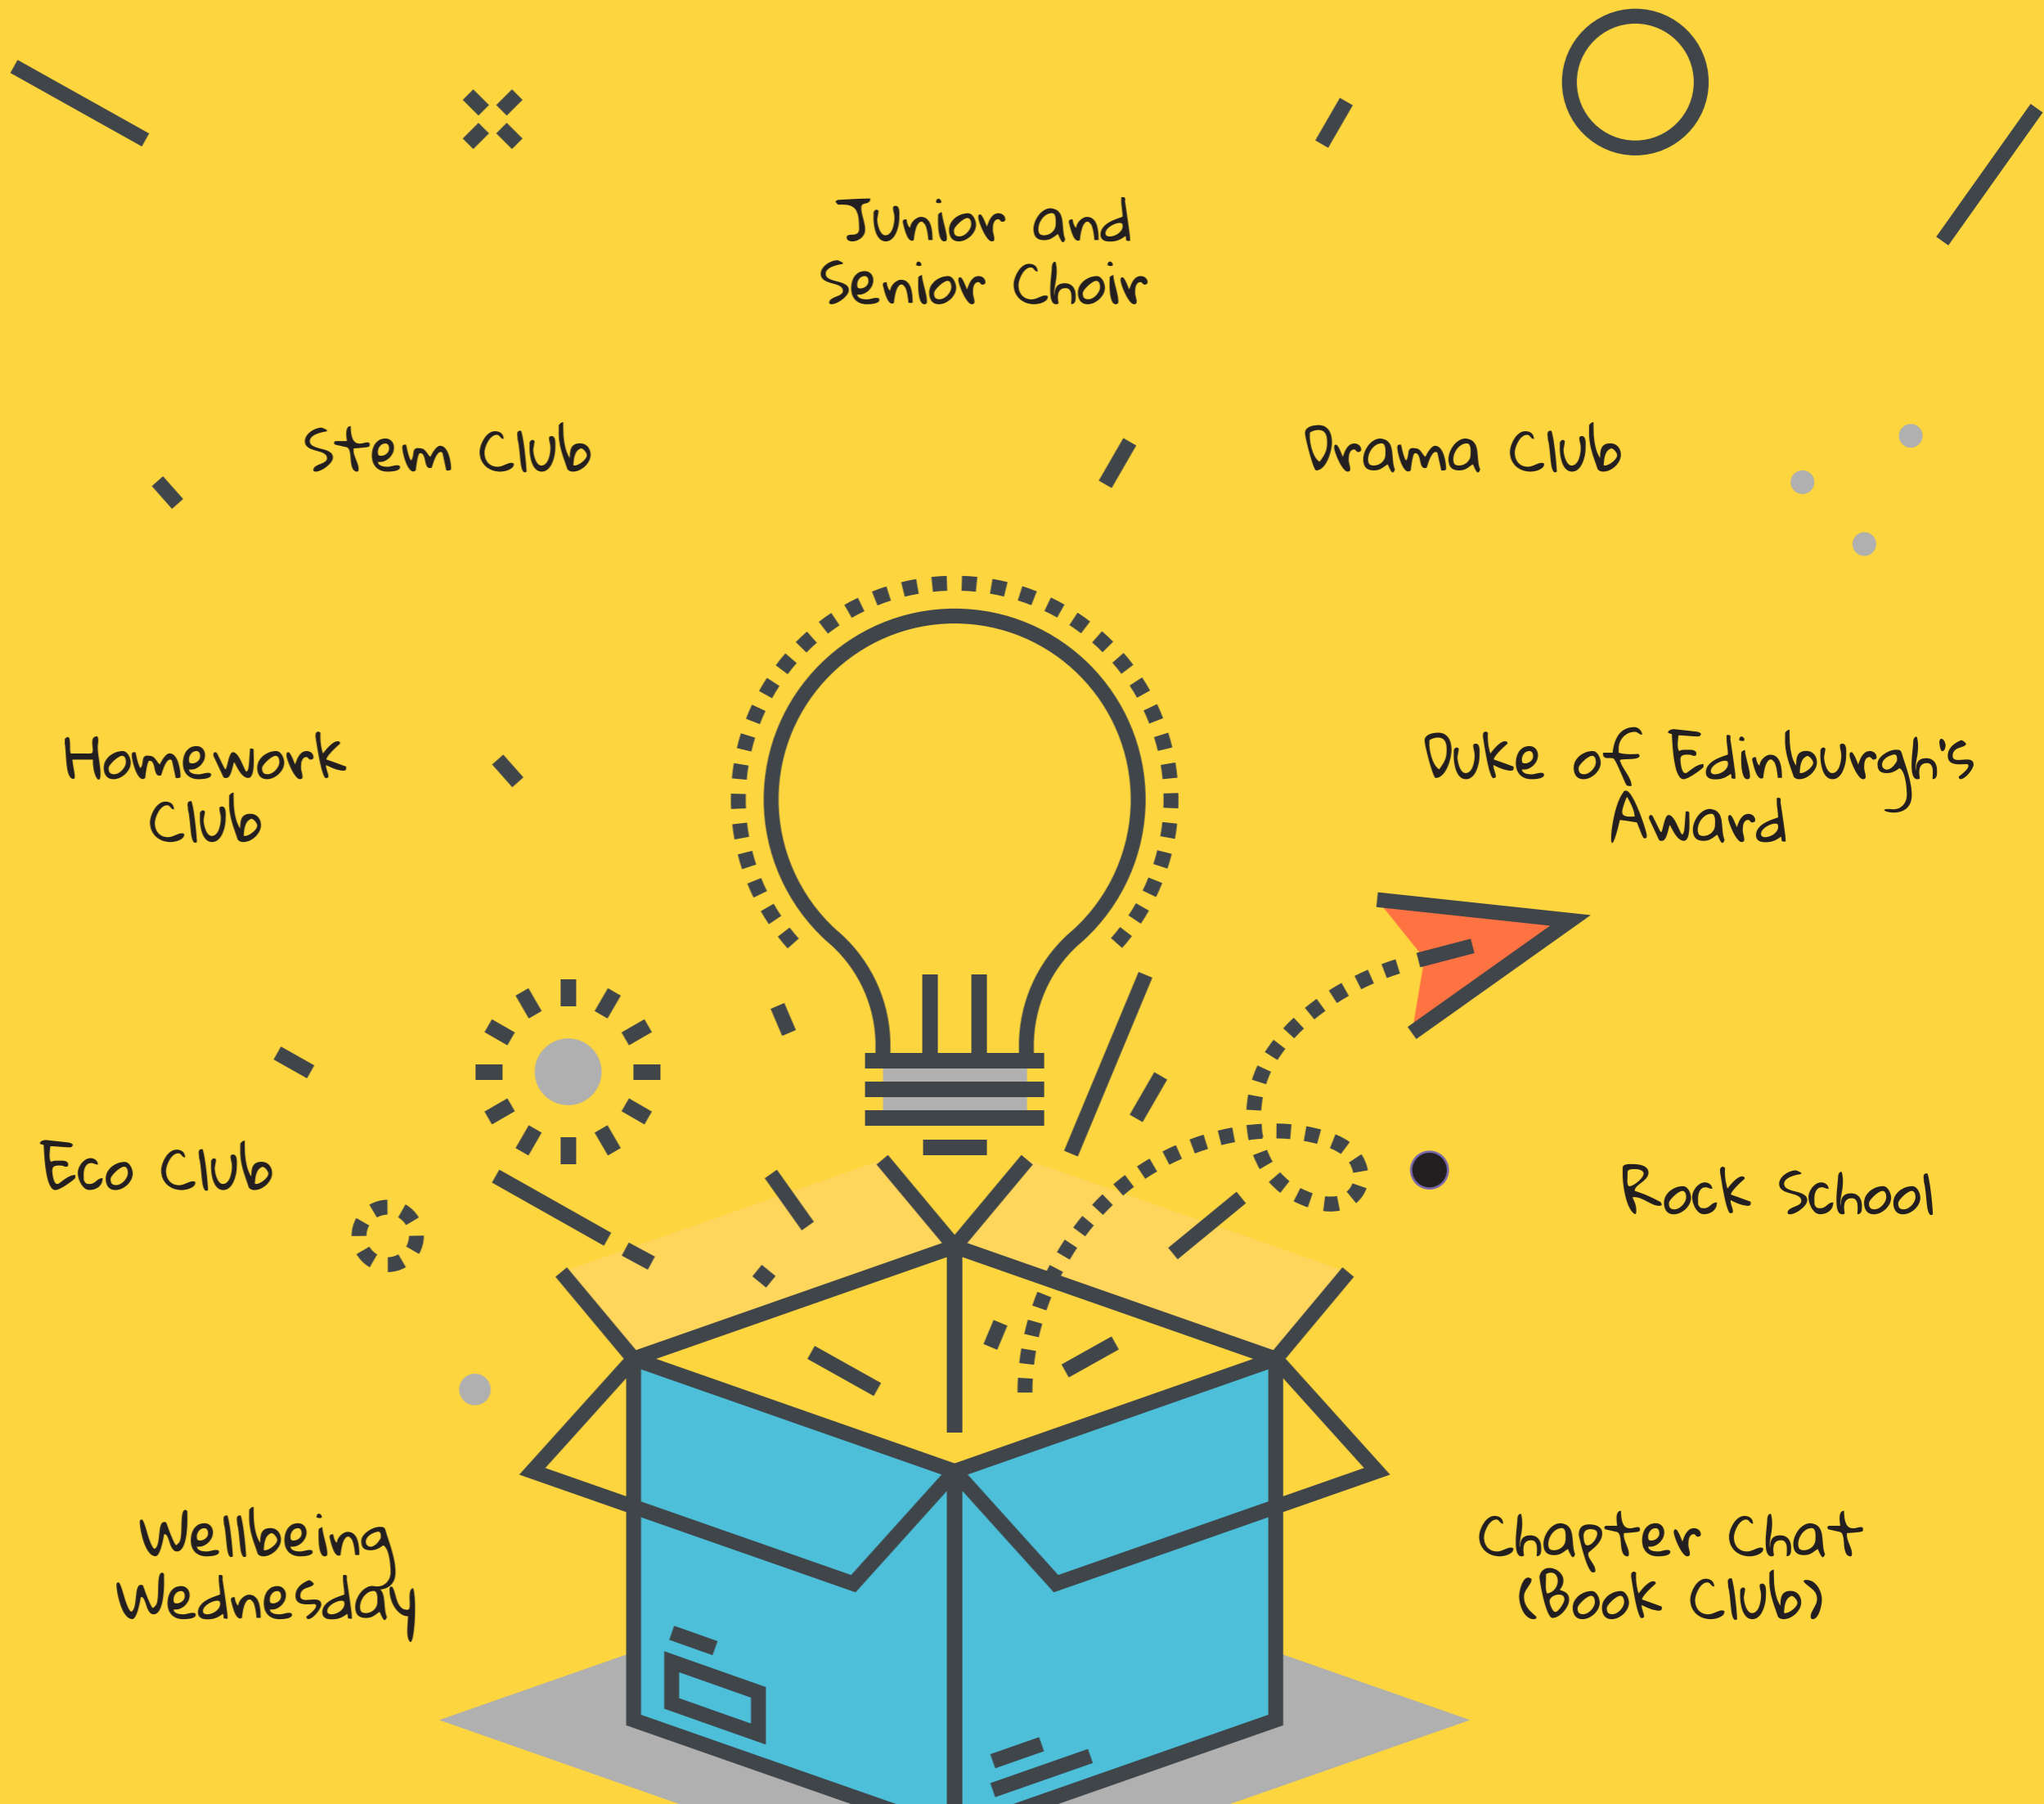 Junior and
Senior Choir
Stem Club
Drama Club
Homework
Club
Duke of Edinburgh's
Award
Eco Club
Rock School
Wellbeing
Wednesday
Chapter Chat
(Book Club)